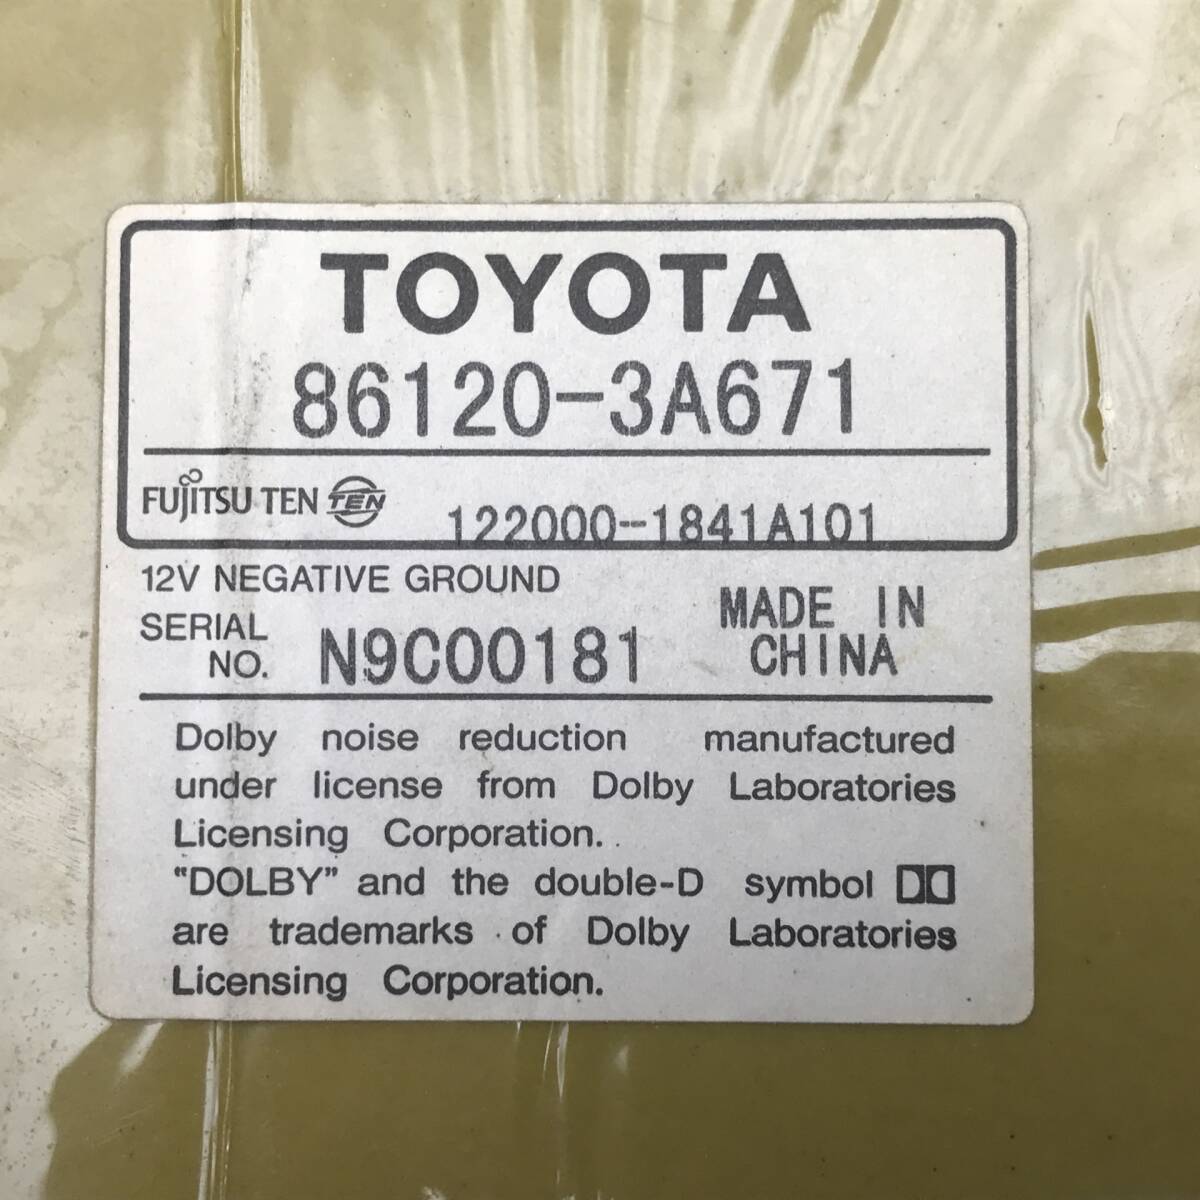 TOYOTA
86120-3A671
FUJITSU TEN TEN
122000-1841A101
12V NEGATIVE GROUND
SERIAL NO. N9C00181
MADE IN
CHINA
Dolby noise reduction manufactured
under license from Dolby Laboratories
Licensing Corporation.
"DOLBY" and the double-D symbol
are trademarks of Dolby Laboratories
Licensing Corporation.